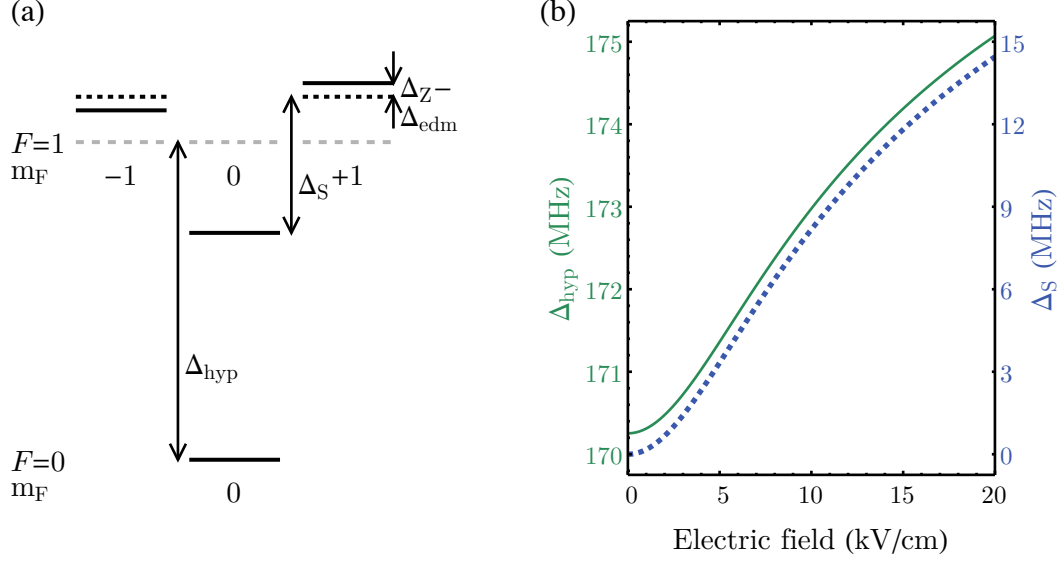 (a)
Δ_Z−
Δ_edm
F=1
m_F
−1
0
+1
Δ_S
Δ_hyp
F=0
m_F
0
(b)
175
174
173
172
171
170
Δ_hyp (MHz)
15
12
9
6
3
0
Δ_S (MHz)
0
5
10
15
20
Electric field (kV/cm)